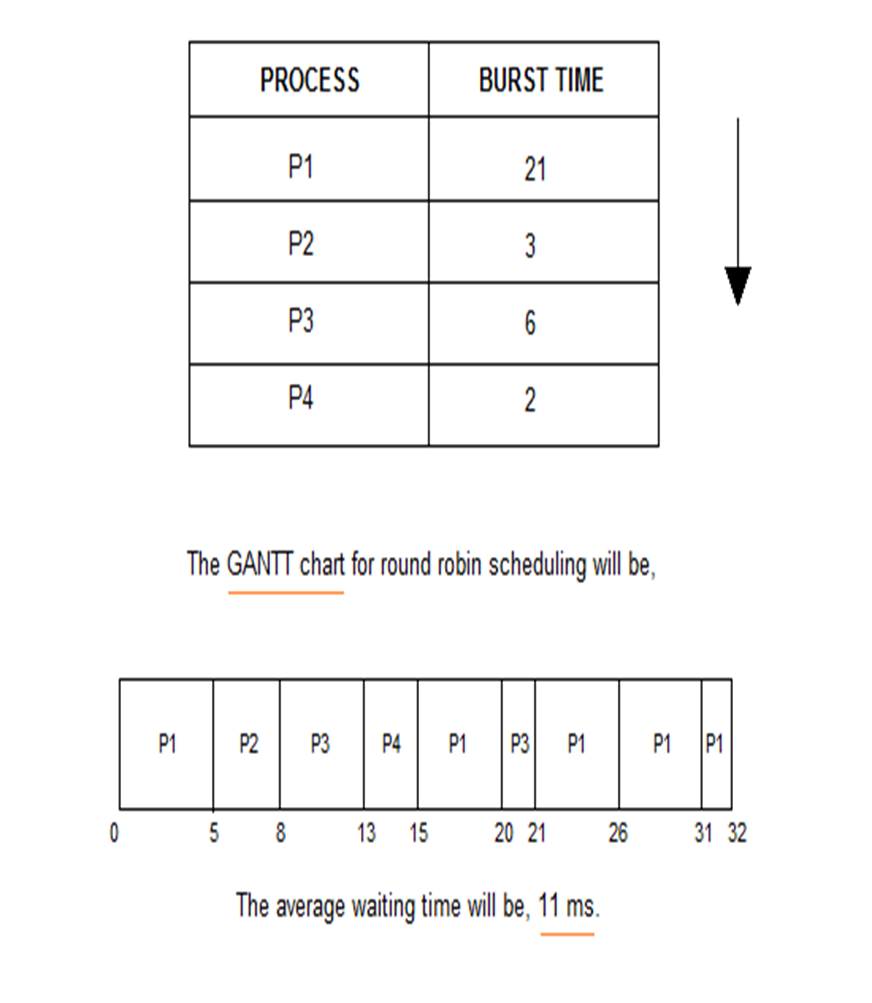 PROCESS BURST TIME
P1 21
P2 3
P3 6
P4 2
The GANTT chart for round robin scheduling will be,
P1 P2 P3 P4 P1 P3 P1 P1 P1
0 5 8 13 15 20 21 26 31 32
The average waiting time will be, 11 ms.